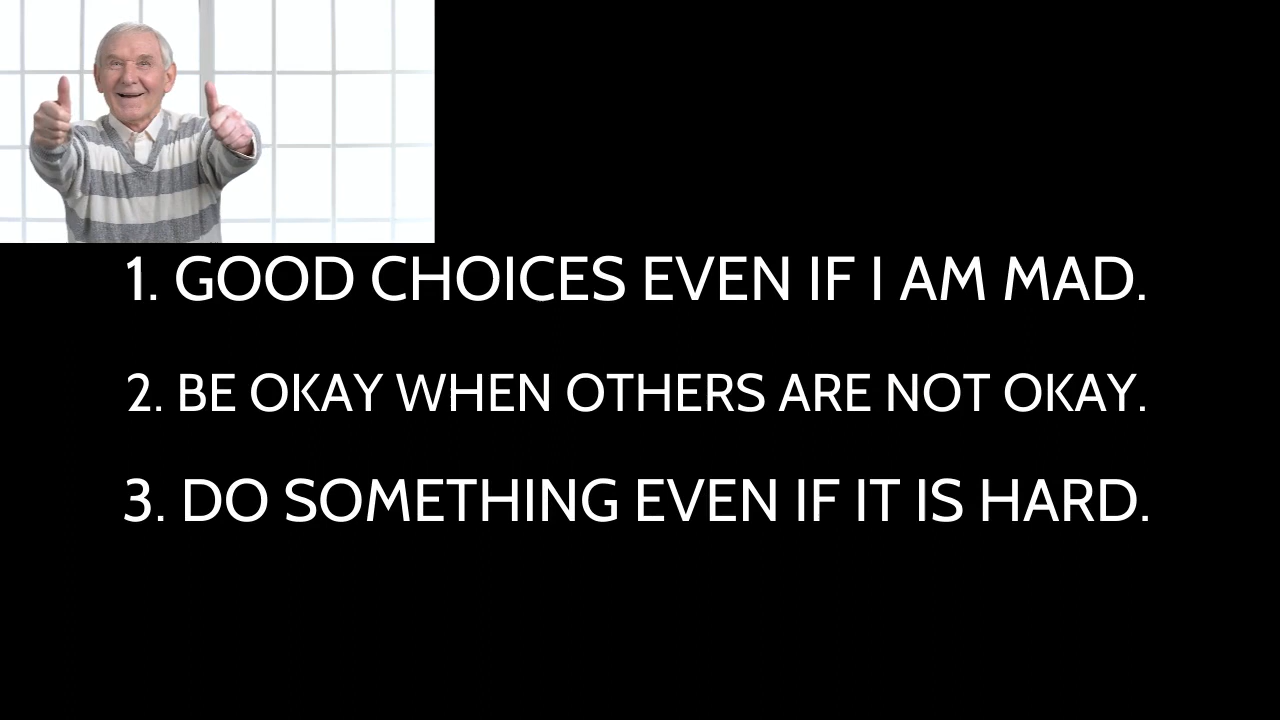 1. GOOD CHOICES EVEN IF I AM MAD.
2. BE OKAY WHEN OTHERS ARE NOT OKAY.
3. DO SOMETHING EVEN IF IT IS HARD.